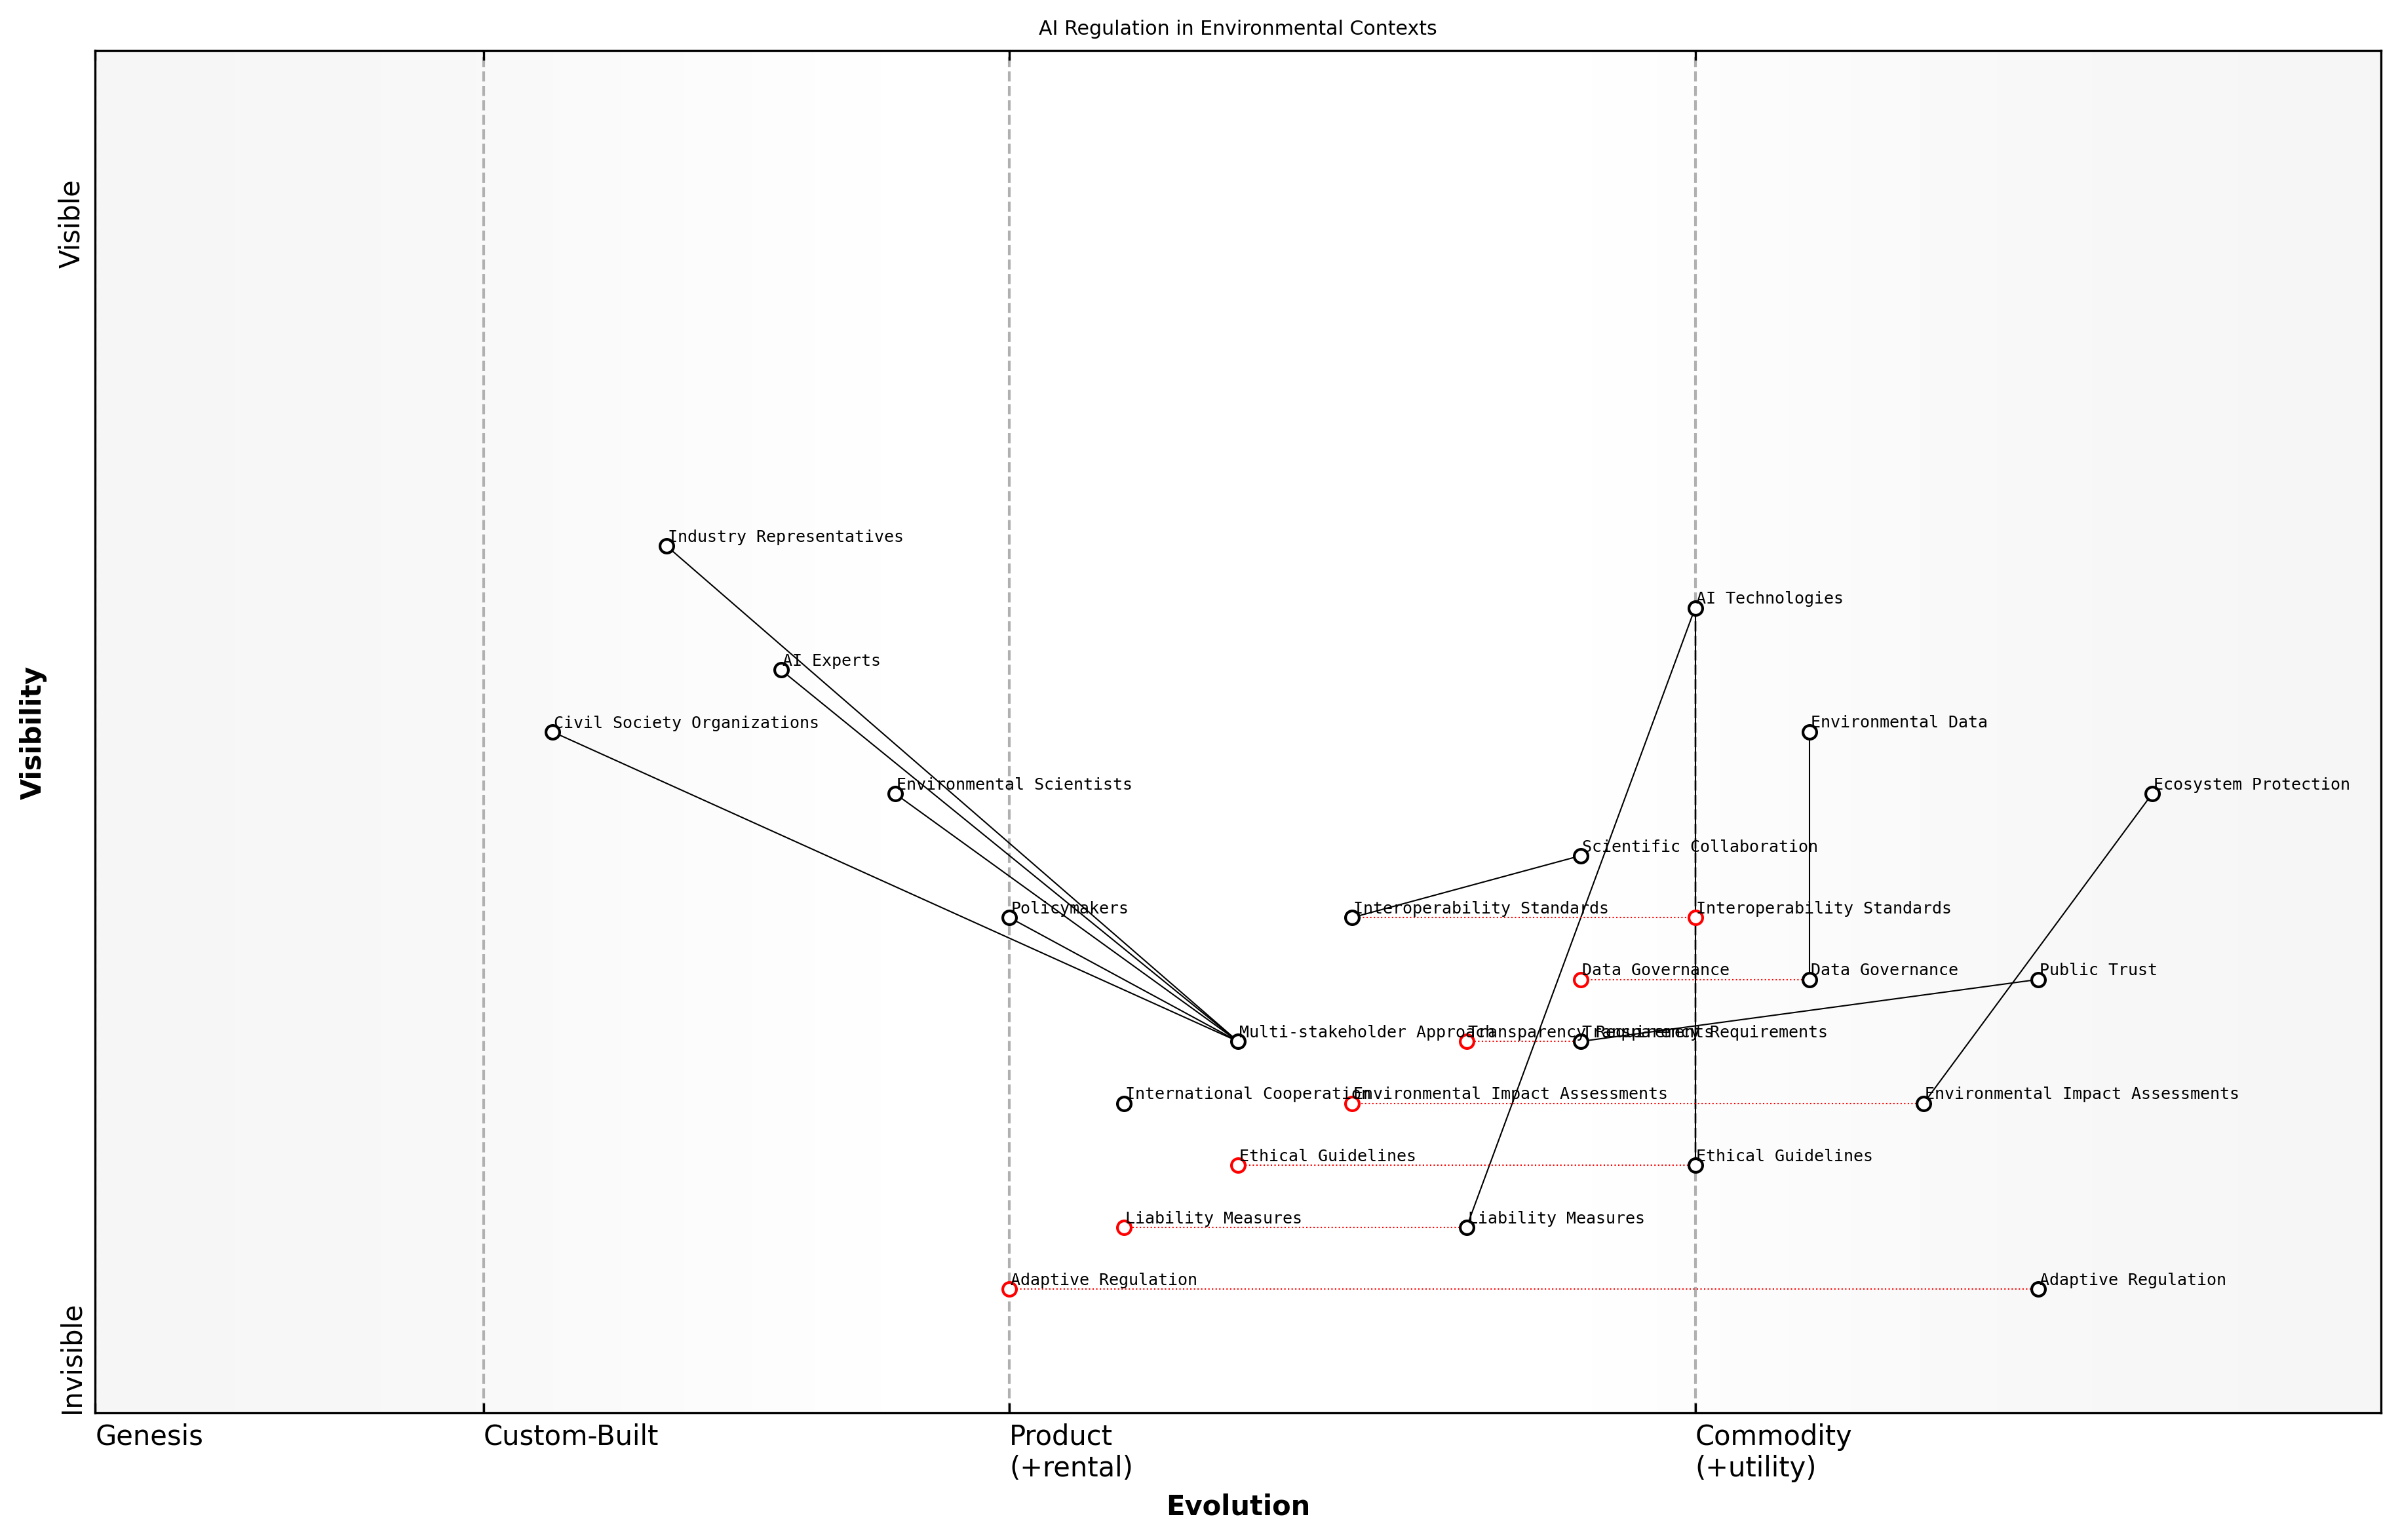 AI Regulation in Environmental Contexts
Visible
Industry Representatives
AI Technologies
AI Experts
Civil Society Organizations
Environmental Data
Environmental Scientists
Ecosystem Protection
Visibility
Scientific Collaboration
Policymakers
Interoperability Standards
Interoperability Standards
Data Governance
Data Governance
Public Trust
Multi-stakeholder Approach
Transparency Requirements
Transparency Requirements
International Cooperation
Environmental Impact Assessments
Environmental Impact Assessments
Ethical Guidelines
Ethical Guidelines
Liability Measures
Liability Measures
Adaptive Regulation
Adaptive Regulation
Invisible
Genesis
Custom-Built
Product
(+rental)
Commodity
(+utility)
Evolution